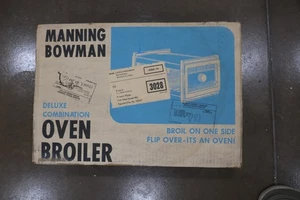 MANNING
BOWMAN
3028
DELUXE
COMBINATION
OVEN
BROILER
BROIL ON ONE SIDE
FLIP OVER-ITS AN OVEN!